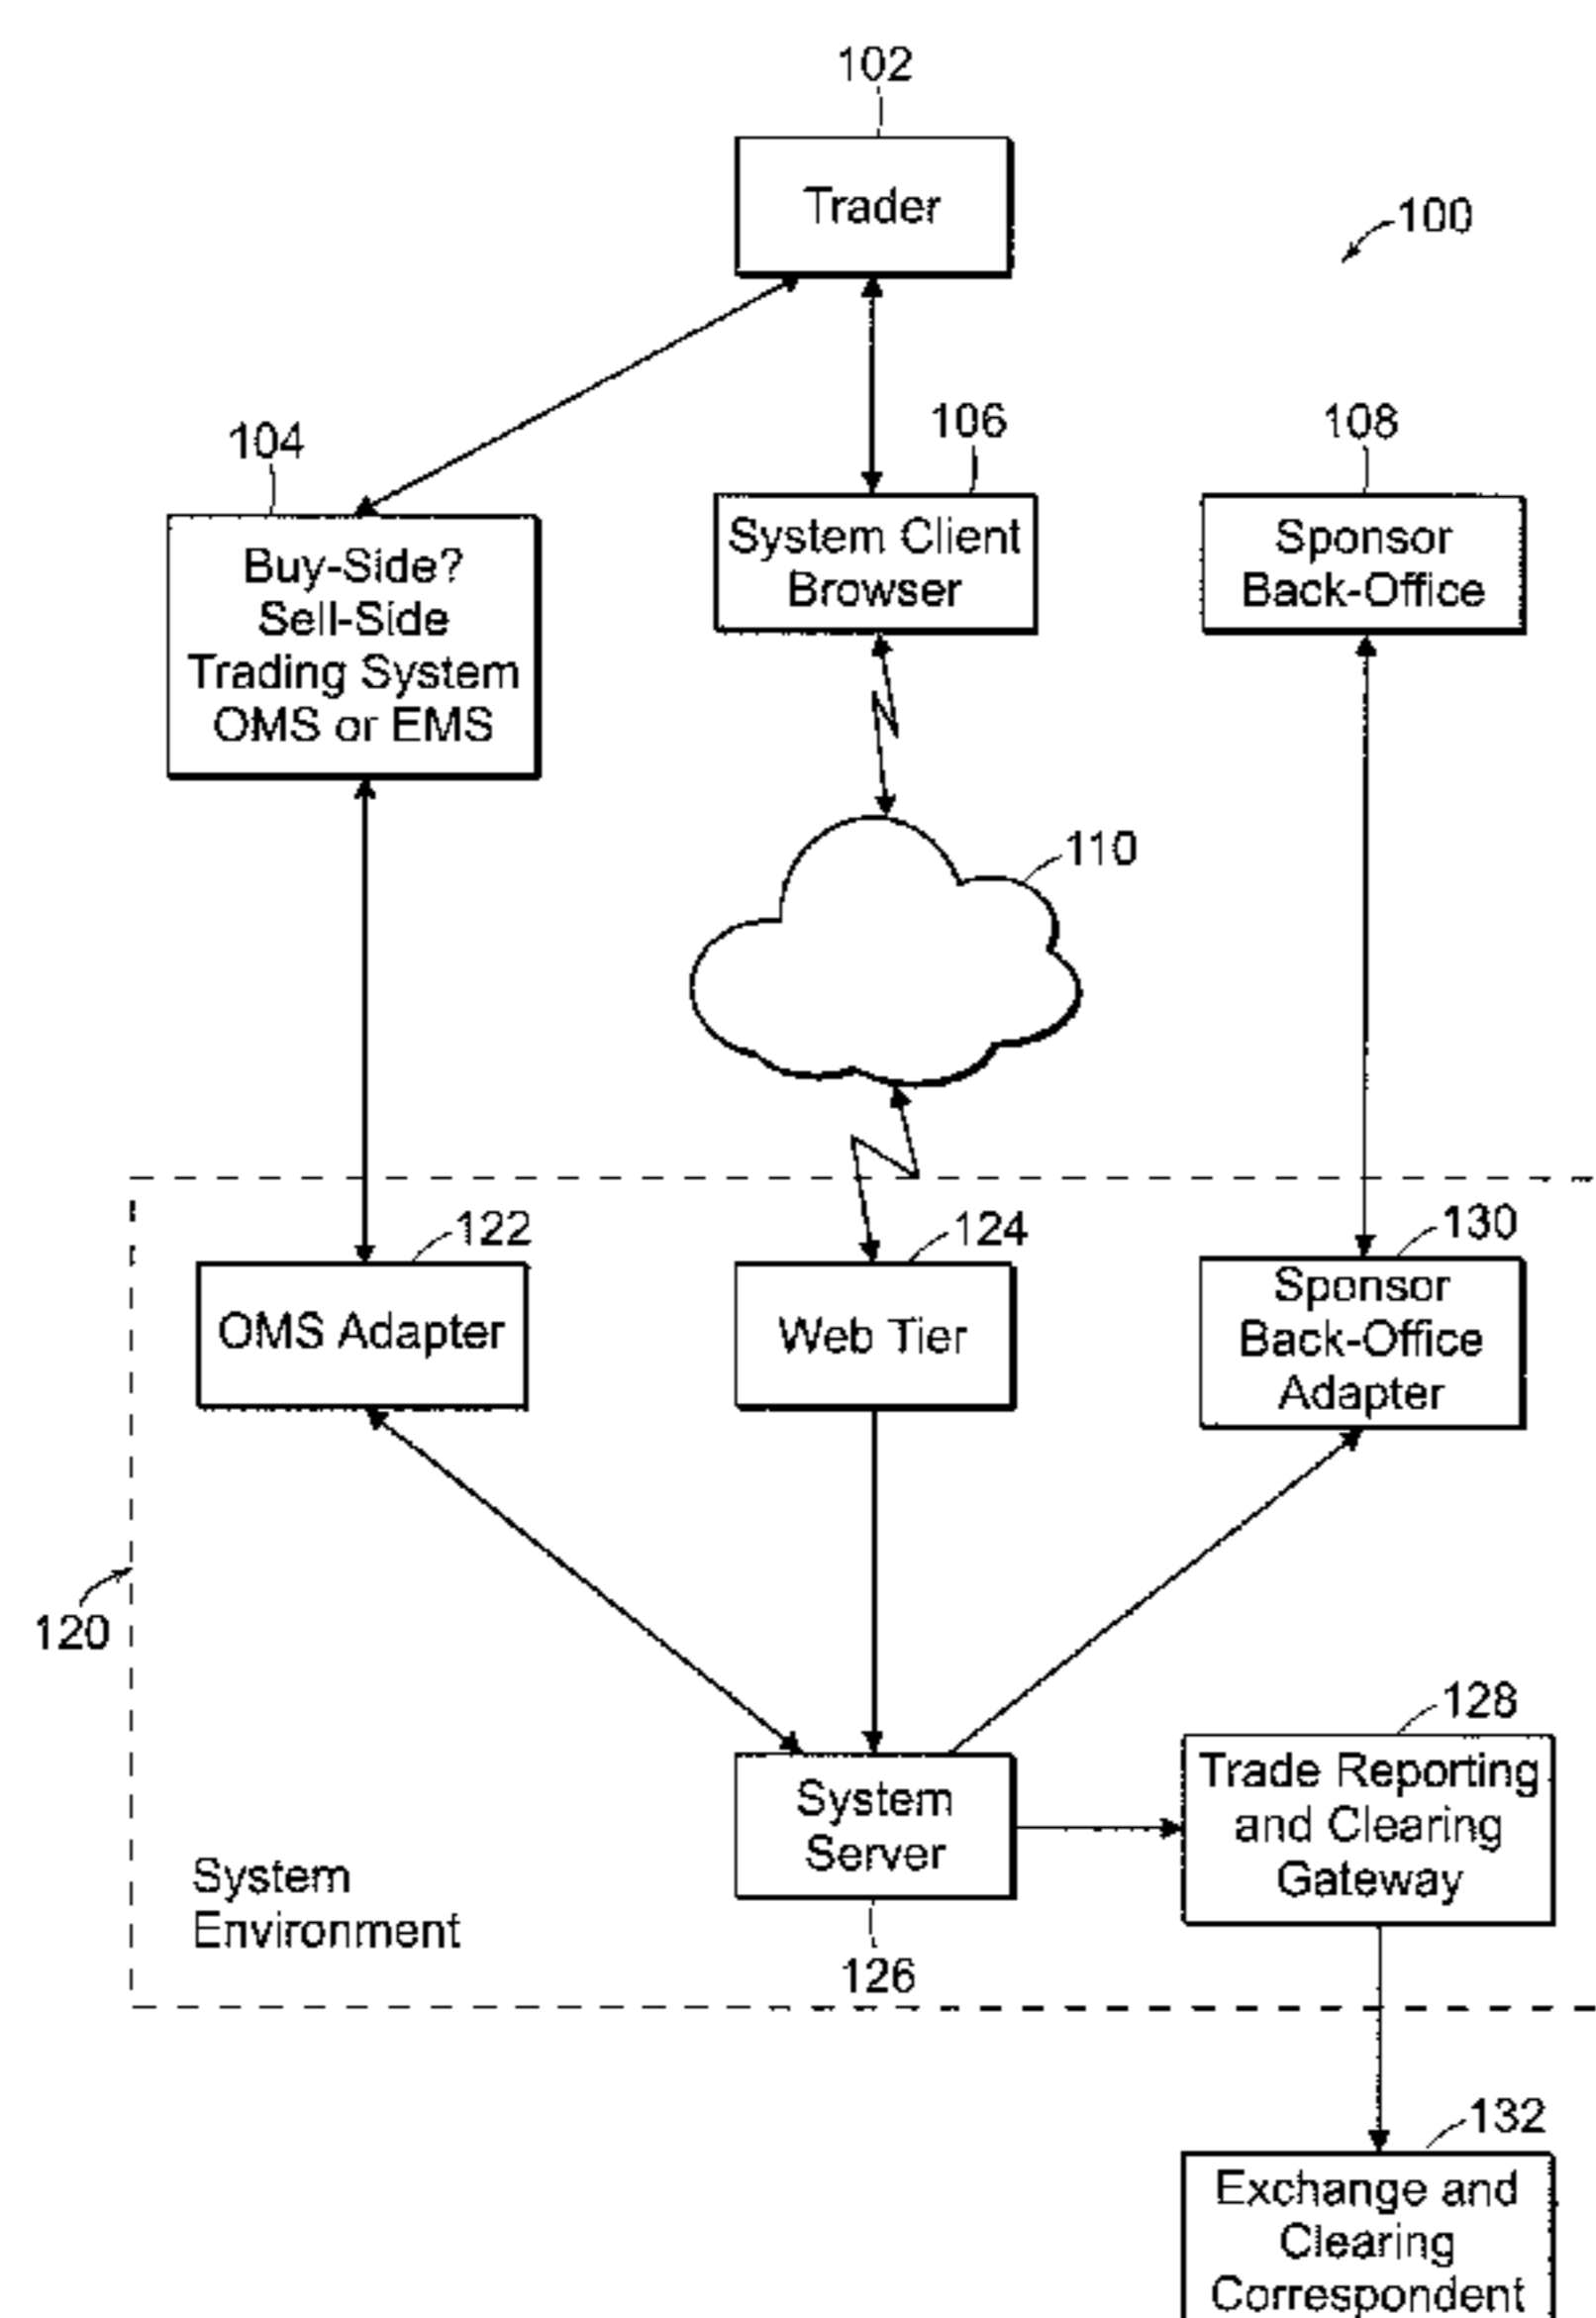 102
Trader
100
104
106
108
Buy-Side?
Sell-Side
Trading System
OMS or EMS
System Client
Browser
Sponsor
Back-Office
110
122
124
130
OMS Adapter
Web Tier
Sponsor
Back-Office
Adapter
120
128
System
Server
Trade Reporting
and Clearing
Gateway
System
Environment
126
132
Exchange and
Clearing
Correspondent